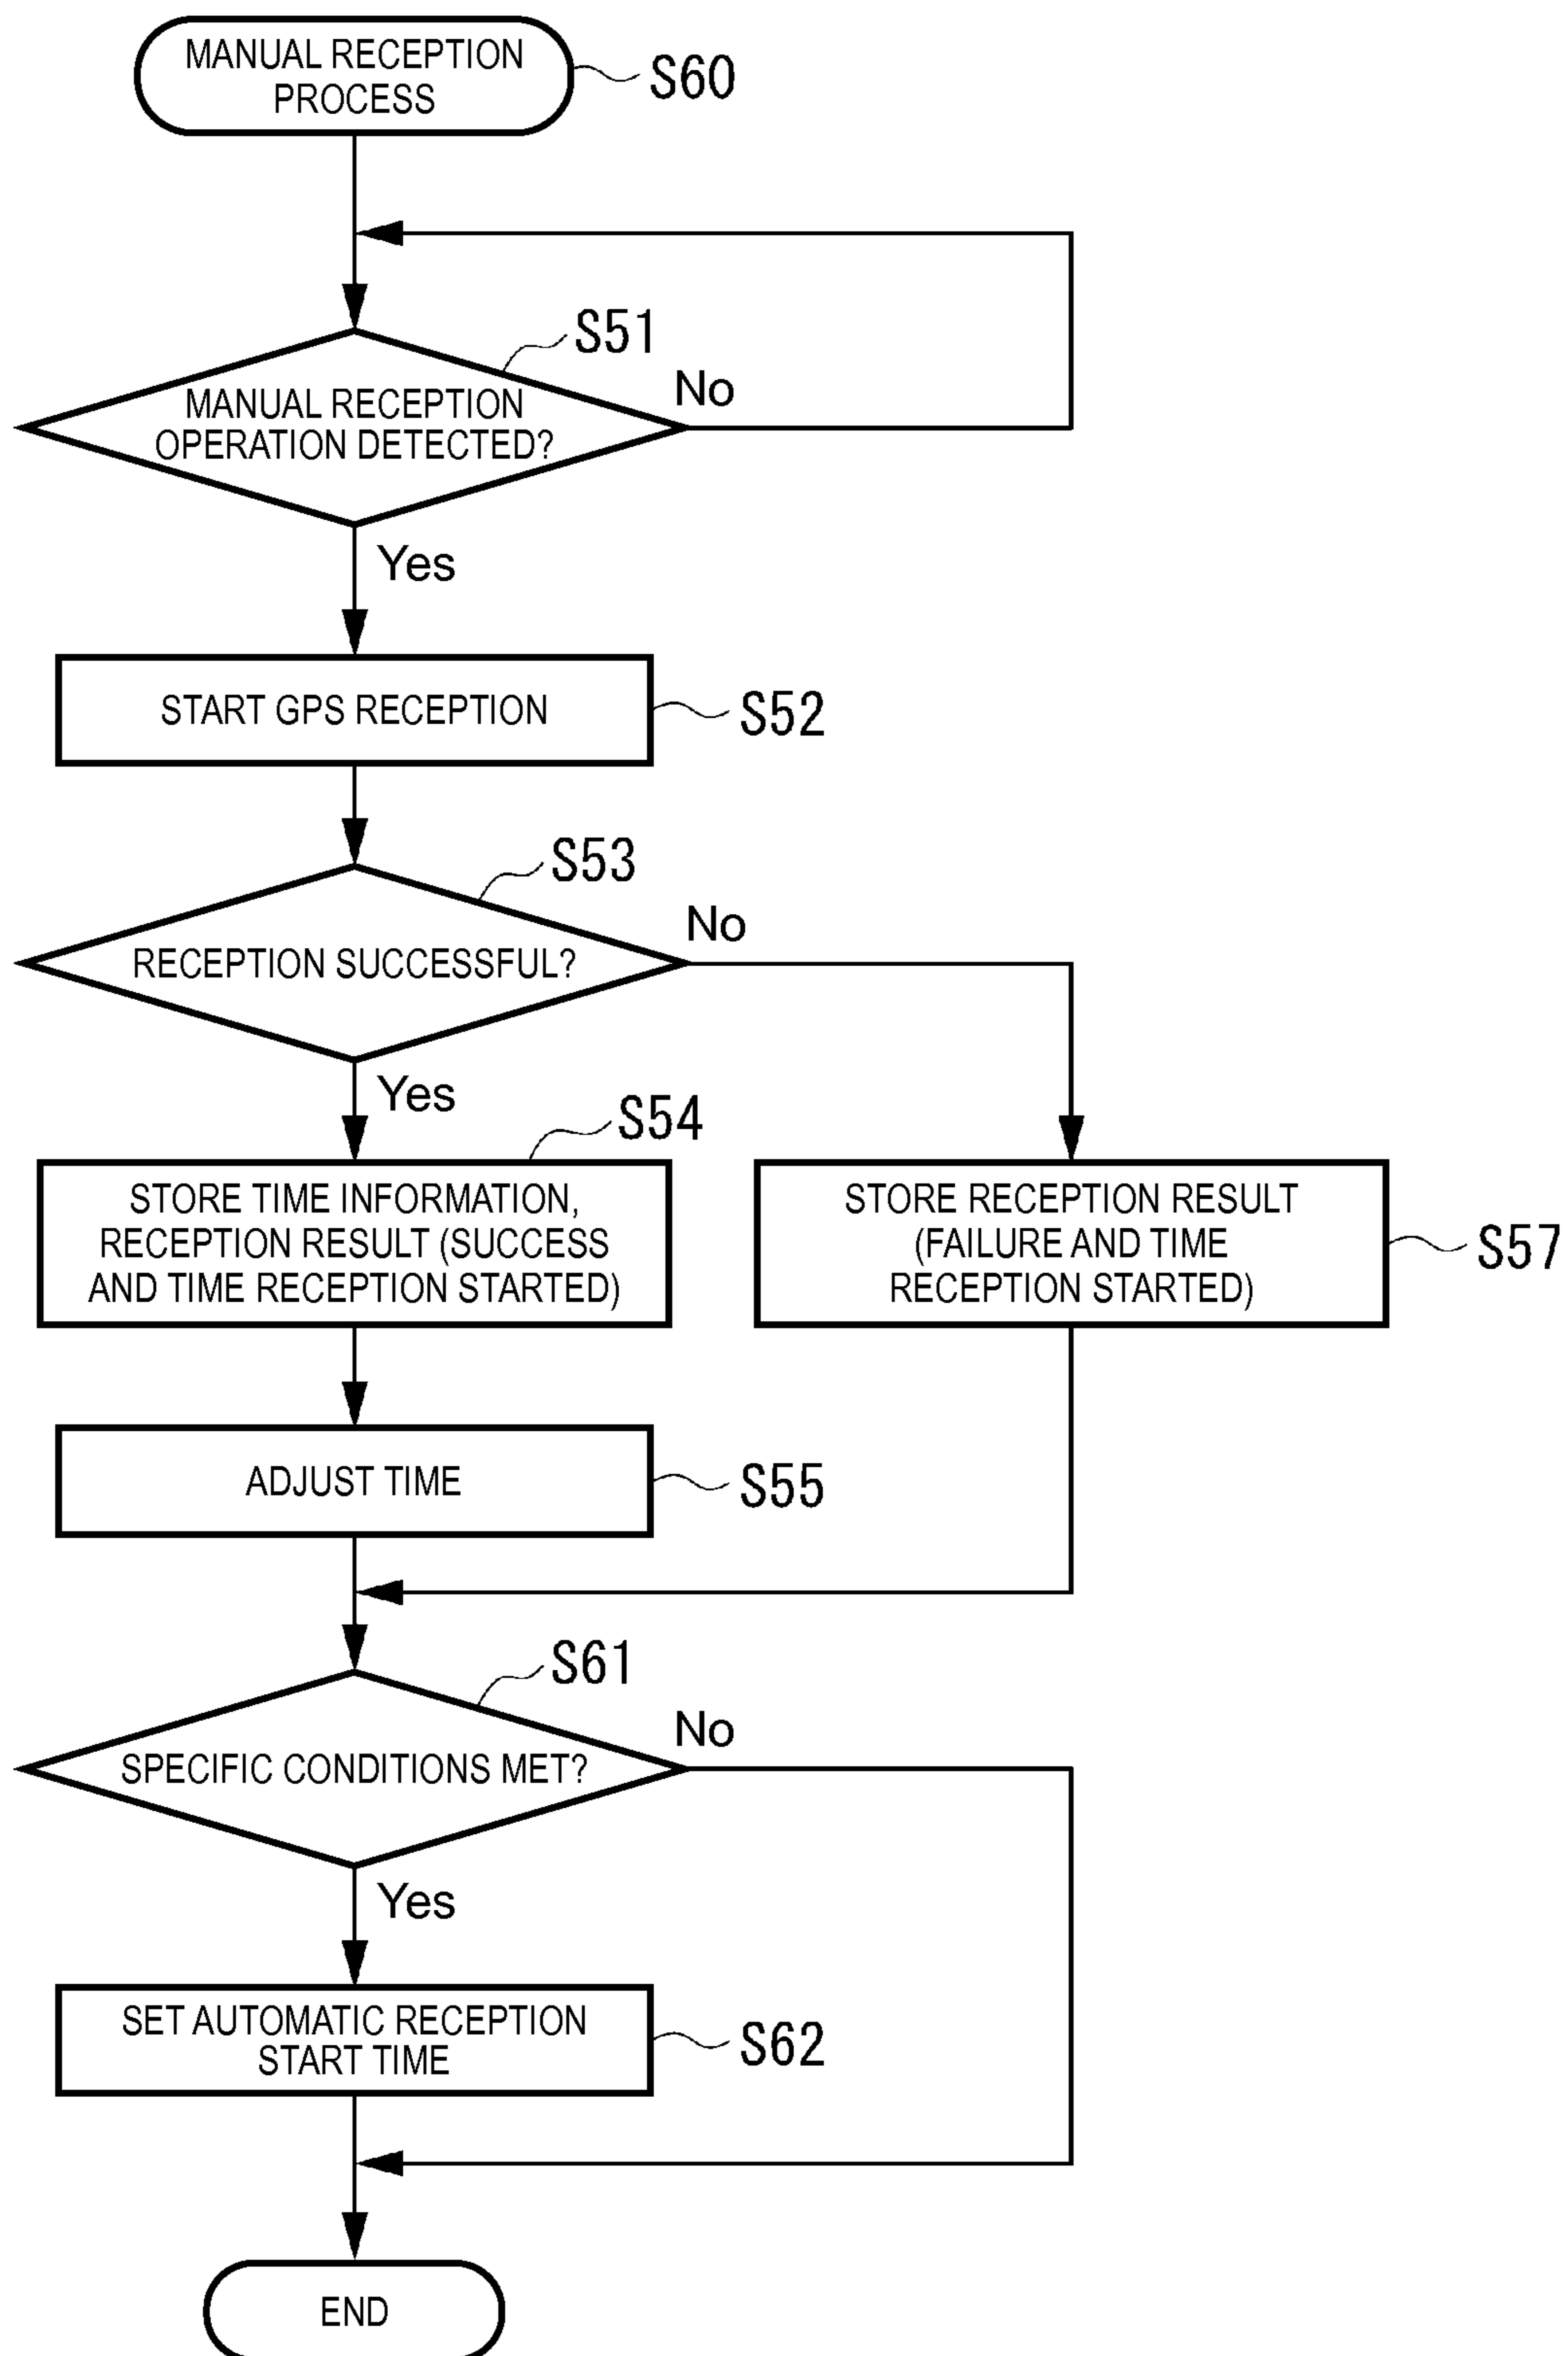 MANUAL RECEPTION
PROCESS
S60
S51
MANUAL RECEPTION
OPERATION DETECTED?
No
Yes
START GPS RECEPTION
S52
S53
RECEPTION SUCCESSFUL?
No
Yes
S54
STORE TIME INFORMATION,
RECEPTION RESULT (SUCCESS
AND TIME RECEPTION STARTED)
STORE RECEPTION RESULT
(FAILURE AND TIME
RECEPTION STARTED)
S57
ADJUST TIME
S55
S61
SPECIFIC CONDITIONS MET?
No
Yes
SET AUTOMATIC RECEPTION
START TIME
S62
END